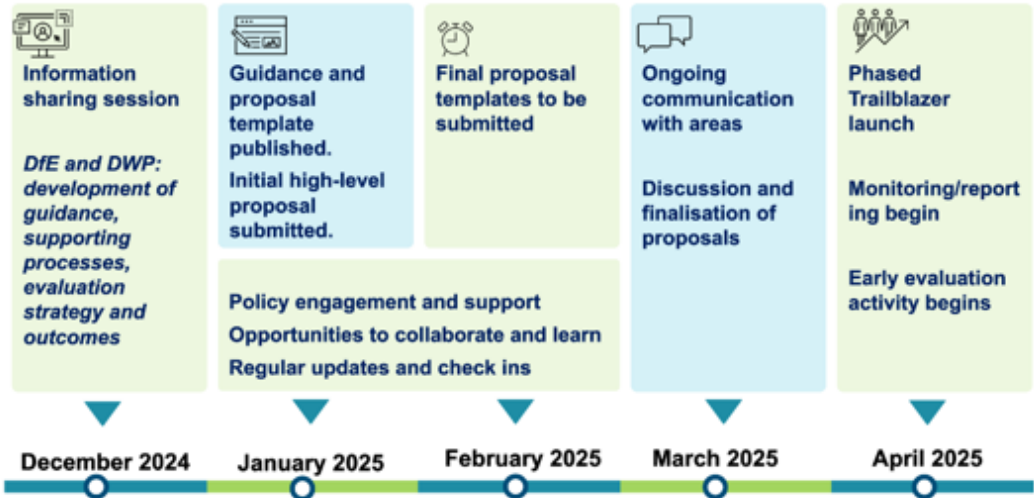 Information
sharing session
DfE and DWP:
development of
guidance,
supporting
processes,
evaluation
strategy and
outcomes
Guidance and
proposal
template
published.
Initial high-level
proposal
submitted.
Final proposal
templates to be
submitted
Policy engagement and support
Opportunities to collaborate and learn
Regular updates and check ins
Ongoing
communication
with areas
Discussion and
finalisation of
proposals
Phased
Trailblazer
launch
Monitoring/report
ing begin
Early evaluation
activity begins
December 2024
January 2025
February 2025
March 2025
April 2025